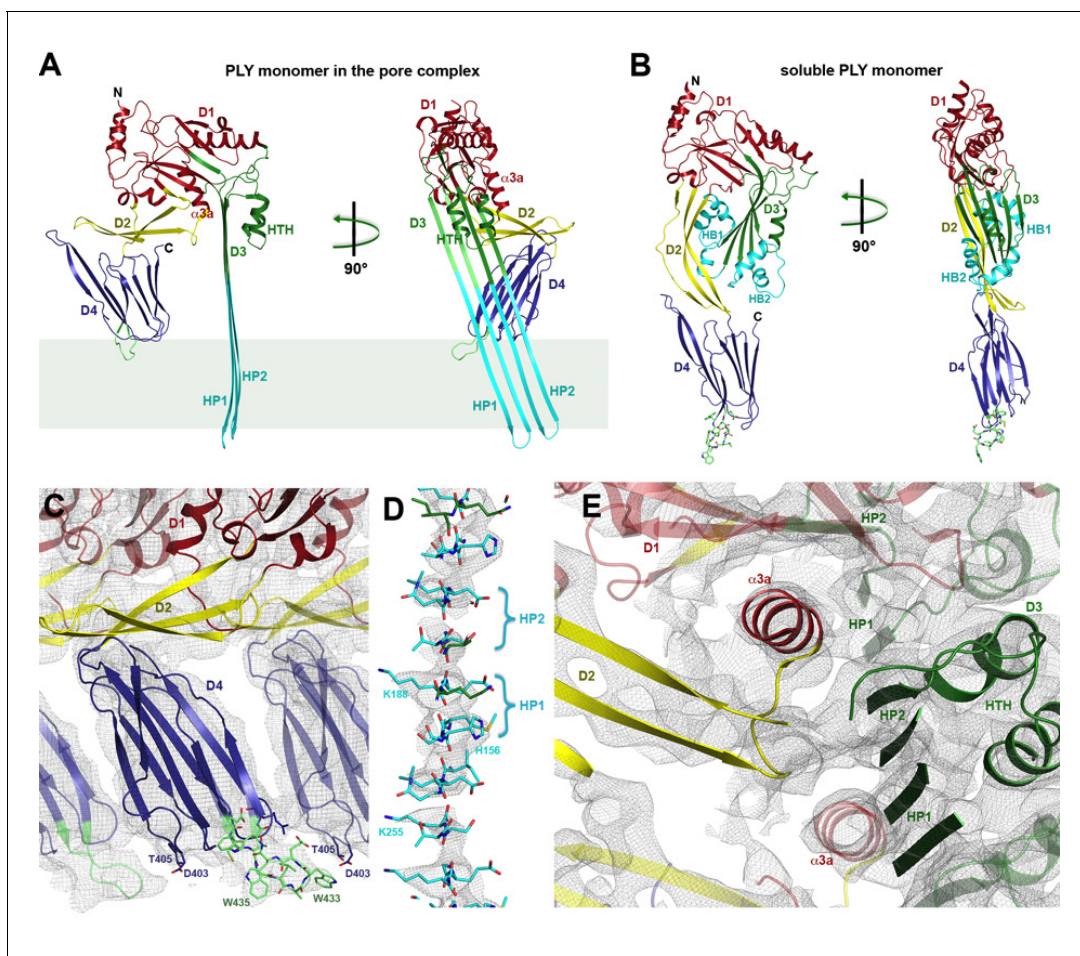 A
PLY monomer in the pore complex
N
D1
α3a
D2
HTH
D3
C
D4
HP2
HP1
90°
D1
α3a
D3
D2
HTH
D4
HP2
HP1
B
soluble PLY monomer
N
D1
D3
HB1
D2
HB2
C
D4
90°
D1
D3
D2
HB1
HB2
D4
C
D1
D2
D4
T405
D403
T405
D403
W435
W433
D
HP2
K188
HP1
H156
K255
E
HP2
D1
α3a
HP1
D3
D2
HTH
HP2
HP1
α3a